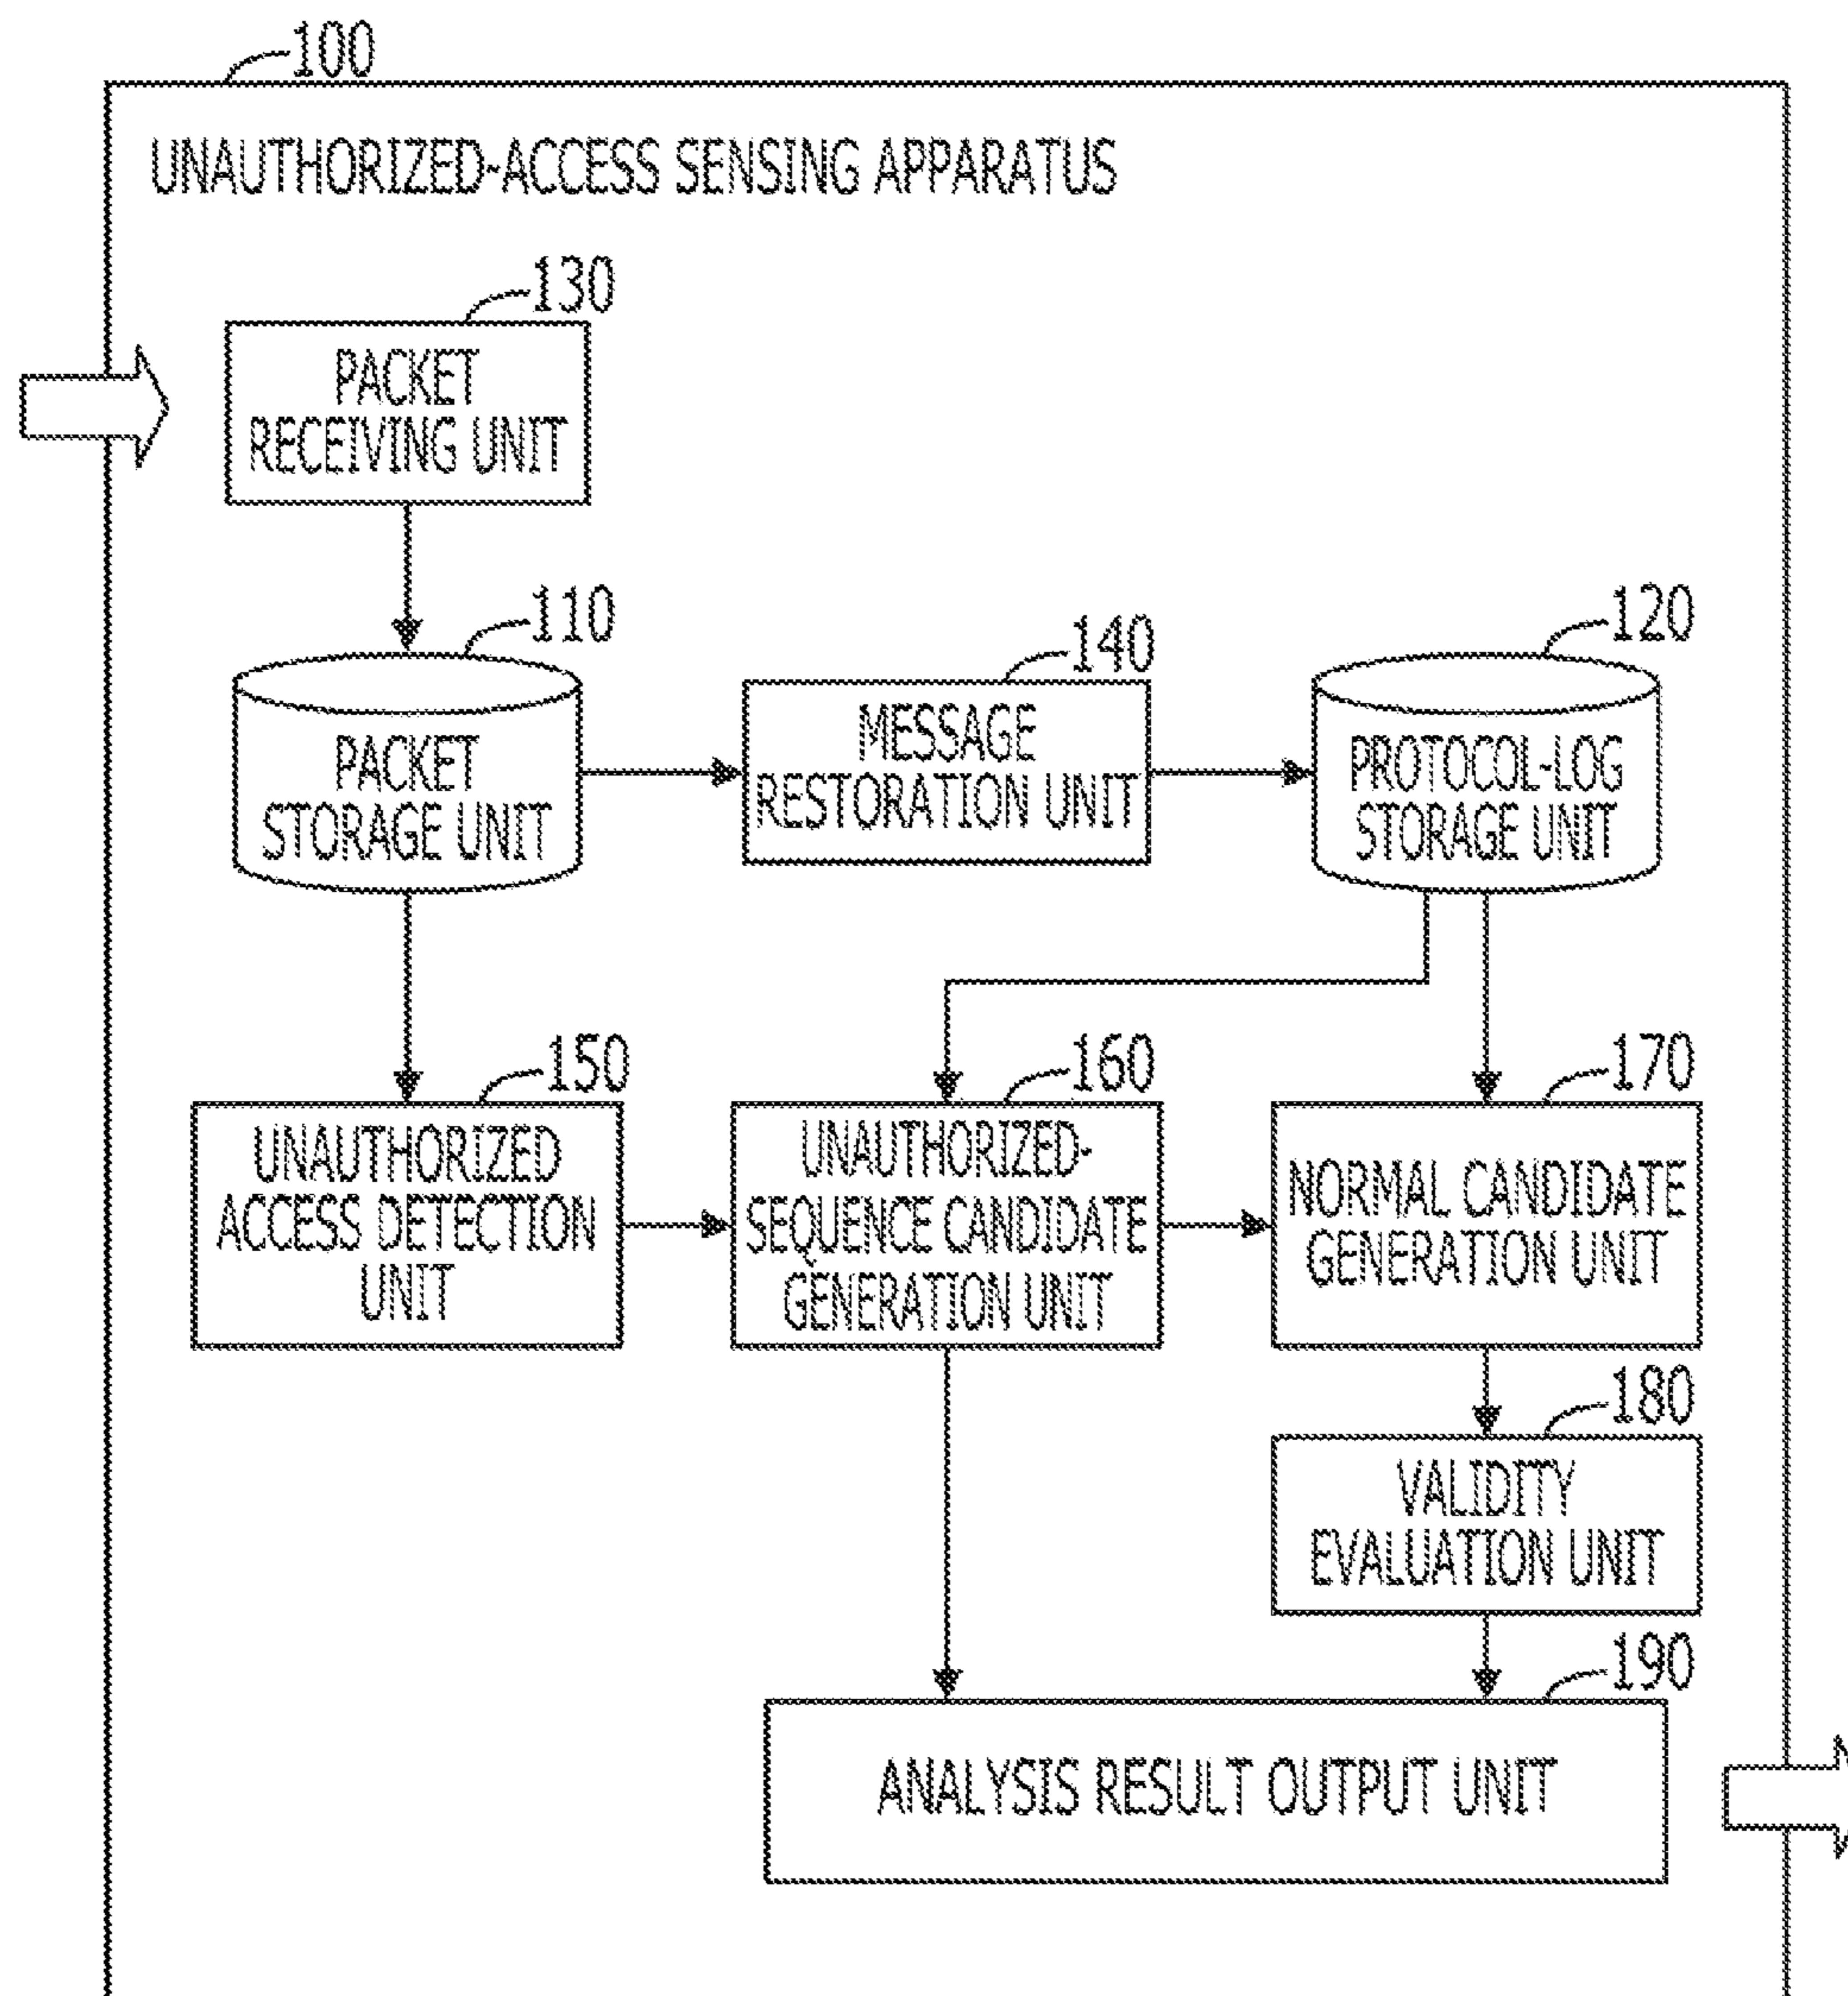 100
UNAUTHORIZED-ACCESS SENSING APPARATUS
130
PACKET
RECEIVING UNIT
110
PACKET
STORAGE UNIT
140
MESSAGE
RESTORATION UNIT
120
PROTOCOL-LOG
STORAGE UNIT
150
UNAUTHORIZED
ACCESS DETECTION
UNIT
160
UNAUTHORIZED-
SEQUENCE CANDIDATE
GENERATION UNIT
170
NORMAL CANDIDATE
GENERATION UNIT
180
VALIDITY
EVALUATION UNIT
190
ANALYSIS RESULT OUTPUT UNIT